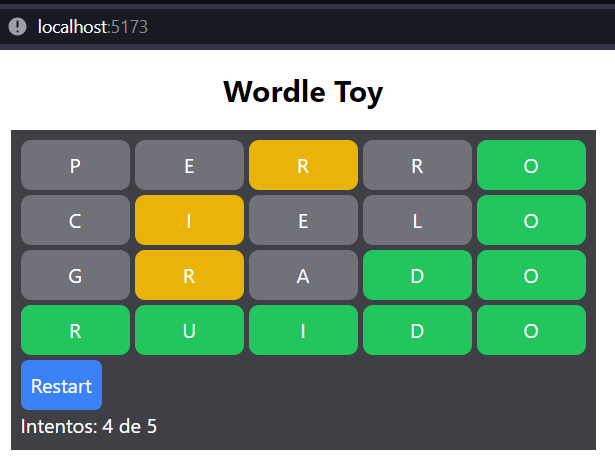 localhost:5173
Wordle Toy
P E R R O
C I E L O
G R A D O
R U I D O
Restart
Intentos: 4 de 5